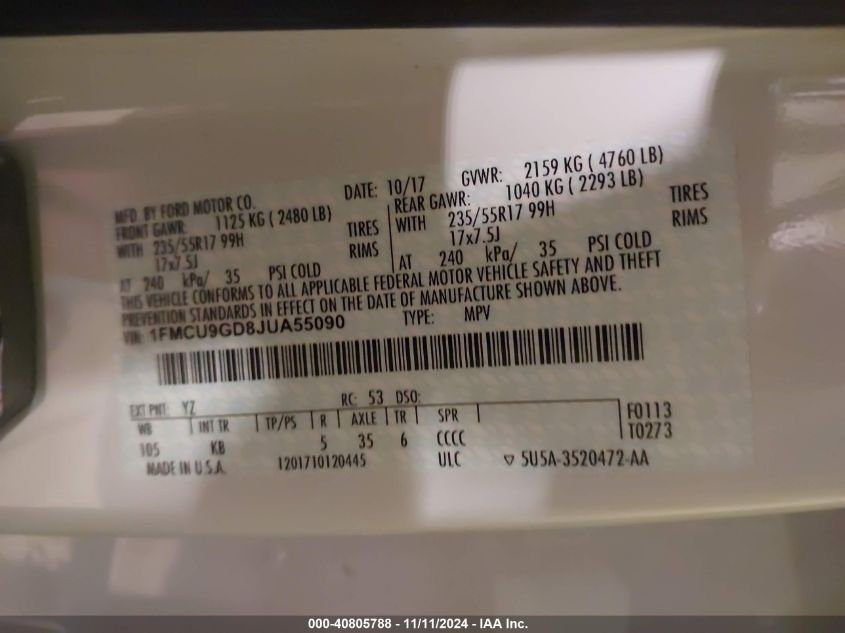 MFD. BY FORD MOTOR CO. DATE: 10/17 GVWR: 2159 KG ( 4760 LB)
FRONT GAWR: 1125 KG ( 2480 LB) REAR GAWR: 1040 KG ( 2293 LB)
WITH 235/55R17 99H TIRES WITH 235/55R17 99H TIRES
17x7.5J RIMS 17x7.5J RIMS
AT 240 kPa/ 35 PSI COLD AT 240 kPa/ 35 PSI COLD
THIS VEHICLE CONFORMS TO ALL APPLICABLE FEDERAL MOTOR VEHICLE SAFETY AND THEFT
PREVENTION STANDARDS IN EFFECT ON THE DATE OF MANUFACTURE SHOWN ABOVE.
VIN: 1FMCU9GD8JUA55090 TYPE: MPV
EXT PNT: YZ RC: 53 DSO:
WB INT TR TP/PS R AXLE TR SPR F0113
105 KB 5 35 6 CCCC T0273
MADE IN U.S.A. 1201710120445 ULC ▽ 5U5A-3520472-AA
000-40805788 - 11/11/2024 - IAA Inc.